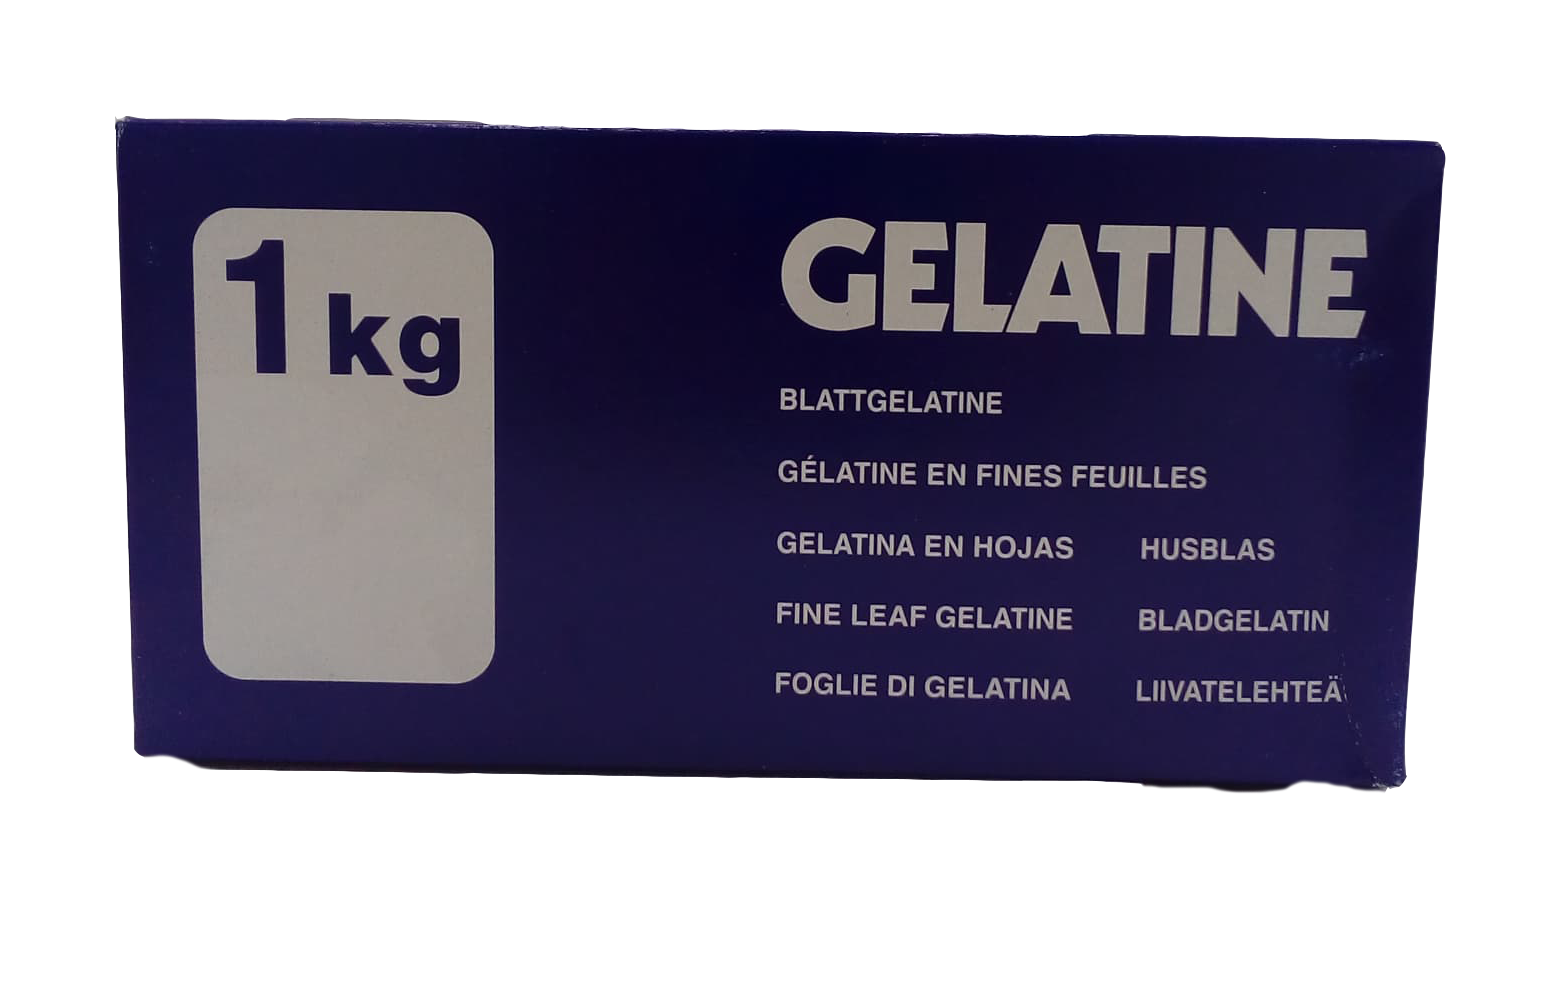 1 kg
GELATINE
BLATTGELATINE
GÉLATINE EN FINES FEUILLES
GELATINA EN HOJAS HUSBLAS
FINE LEAF GELATINE BLADGELATIN
FOGLIE DI GELATINA LIIVATELEHTEÄ